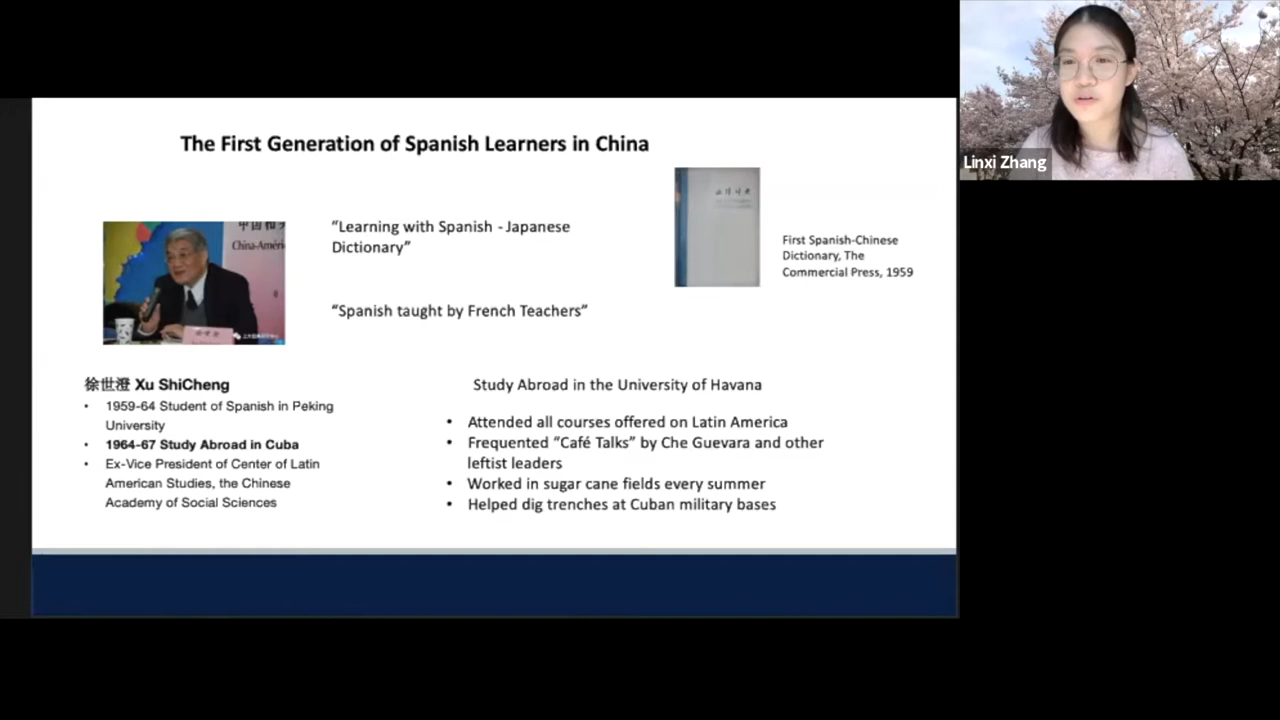 The First Generation of Spanish Learners in China
Linxi Zhang
中国和
China-Améri
“Learning with Spanish - Japanese
Dictionary”
“Spanish taught by French Teachers”
First Spanish-Chinese
Dictionary, The
Commercial Press, 1959
徐世澄 Xu ShiCheng
• 1959-64 Student of Spanish in Peking
University
• 1964-67 Study Abroad in Cuba
• Ex-Vice President of Center of Latin
American Studies, the Chinese
Academy of Social Sciences
Study Abroad in the University of Havana
• Attended all courses offered on Latin America
• Frequented “Café Talks” by Che Guevara and other
leftist leaders
• Worked in sugar cane fields every summer
• Helped dig trenches at Cuban military bases